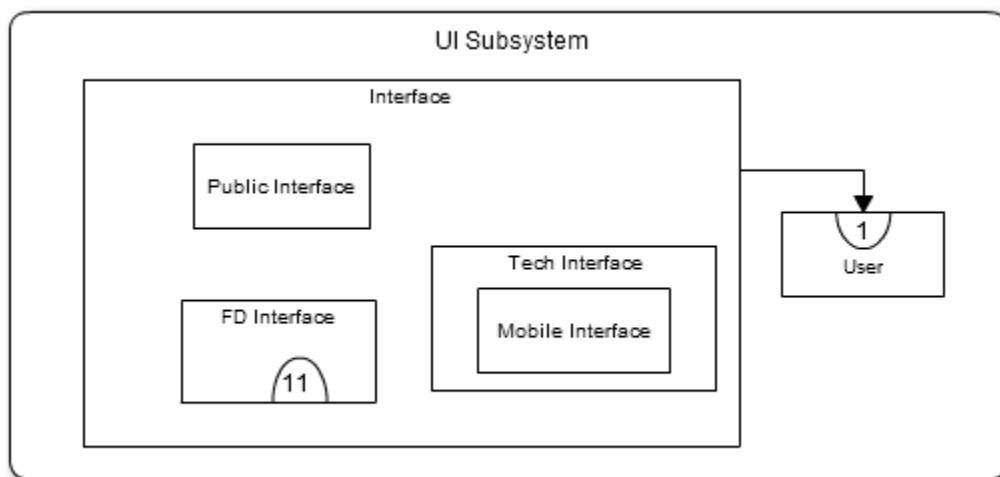 UI Subsystem
Interface
Public Interface
1
User
Tech Interface
Mobile Interface
FD Interface
11